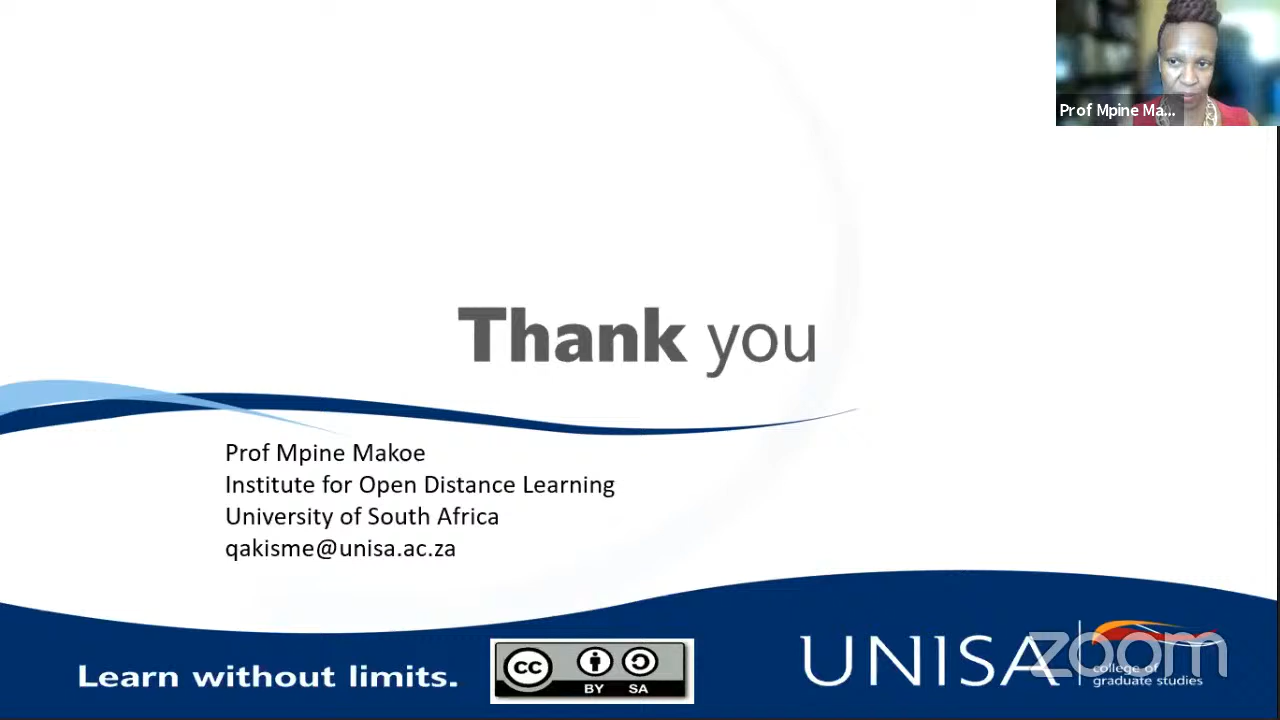 Prof Mpine Ma...
Thank you
Prof Mpine Makoe
Institute for Open Distance Learning
University of South Africa
qakisme@unisa.ac.za
Learn without limits.
cc
BY SA
UNISA
college of
graduate studies
zoom